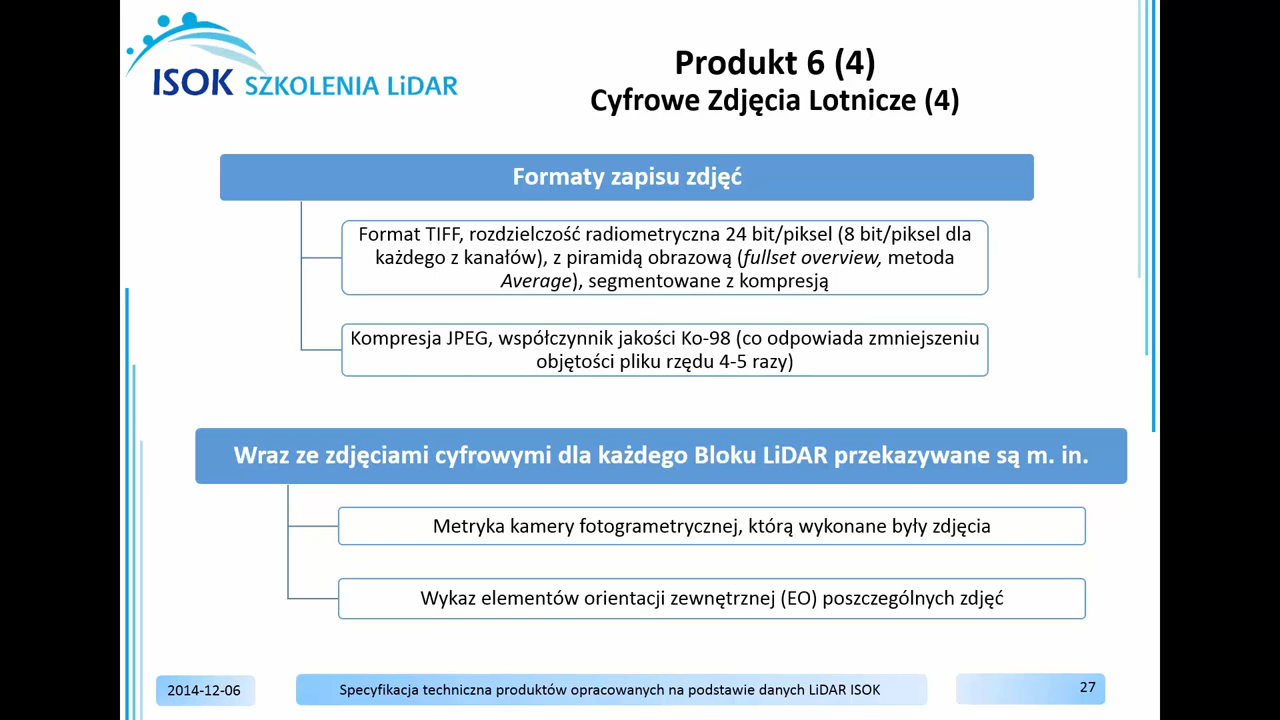 ISOK SZKOLENIA LiDAR
Produkt 6 (4)
Cyfrowe Zdjęcia Lotnicze (4)
Formaty zapisu zdjęć
Format TIFF, rozdzielczość radiometryczna 24 bit/piksel (8 bit/piksel dla
każdego z kanałów), z piramidą obrazową (fullset overview, metoda
Average), segmentowane z kompresją
Kompresja JPEG, współczynnik jakości Ko-98 (co odpowiada zmniejszeniu
objętości pliku rzędu 4-5 razy)
Wraz ze zdjęciami cyfrowymi dla każdego Bloku LiDAR przekazywane są m. in.
Metryka kamery fotogrametrycznej, którą wykonane były zdjęcia
Wykaz elementów orientacji zewnętrznej (EO) poszczególnych zdjęć
2014-12-06
Specyfikacja techniczna produktów opracowanych na podstawie danych LiDAR ISOK
27